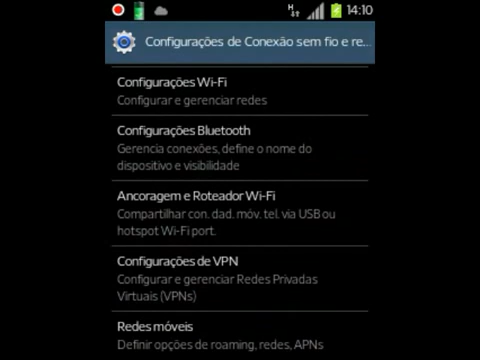 H 14:10
Configurações de Conexão sem fio e re...
Configurações Wi-Fi
Configurar e gerenciar redes
Configurações Bluetooth
Gerencia conexões, define o nome do
dispositivo e visibilidade
Ancoragem e Roteador Wi-Fi
Compartilhar con. dad. móv. tel. via USB ou
hotspot Wi-Fi port.
Configurações de VPN
Configurar e gerenciar Redes Privadas
Virtuais (VPNs)
Redes móveis
Definir opções de roaming, redes, APNs